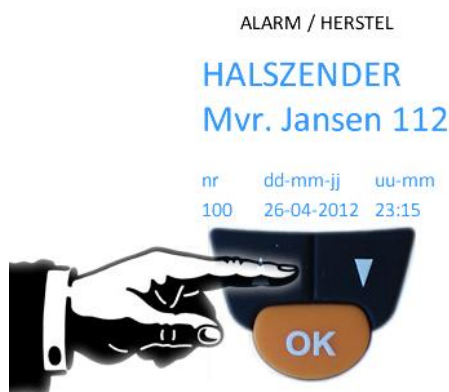 ALARM / HERSTEL
HALSZENDER
Mvr. Jansen 112
nr dd-mm-jj uu-mm
100 26-04-2012 23:15
OK